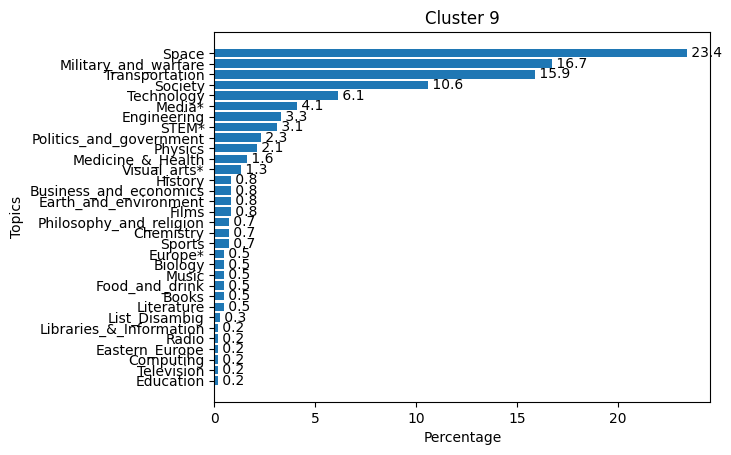 Cluster 9
Space 23.4
Military_and_warfare 16.7
Transportation 15.9
Society 10.6
Technology 6.1
Media* 4.1
Engineering 3.3
STEM* 3.1
Politics_and_government 2.3
Physics 2.1
Medicine_&_Health 1.6
Visual_arts* 1.3
History 0.8
Business_and_economics 0.8
Earth_and_environment 0.8
Films 0.8
Philosophy_and_religion 0.7
Chemistry 0.7
Sports 0.7
Europe* 0.5
Biology 0.5
Music 0.5
Food_and_drink 0.5
Books 0.5
Literature 0.5
List_Disambig 0.3
Libraries_&_Information 0.2
Radio 0.2
Eastern_Europe 0.2
Computing 0.2
Television 0.2
Education 0.2
Topics
0 5 10 15 20
Percentage